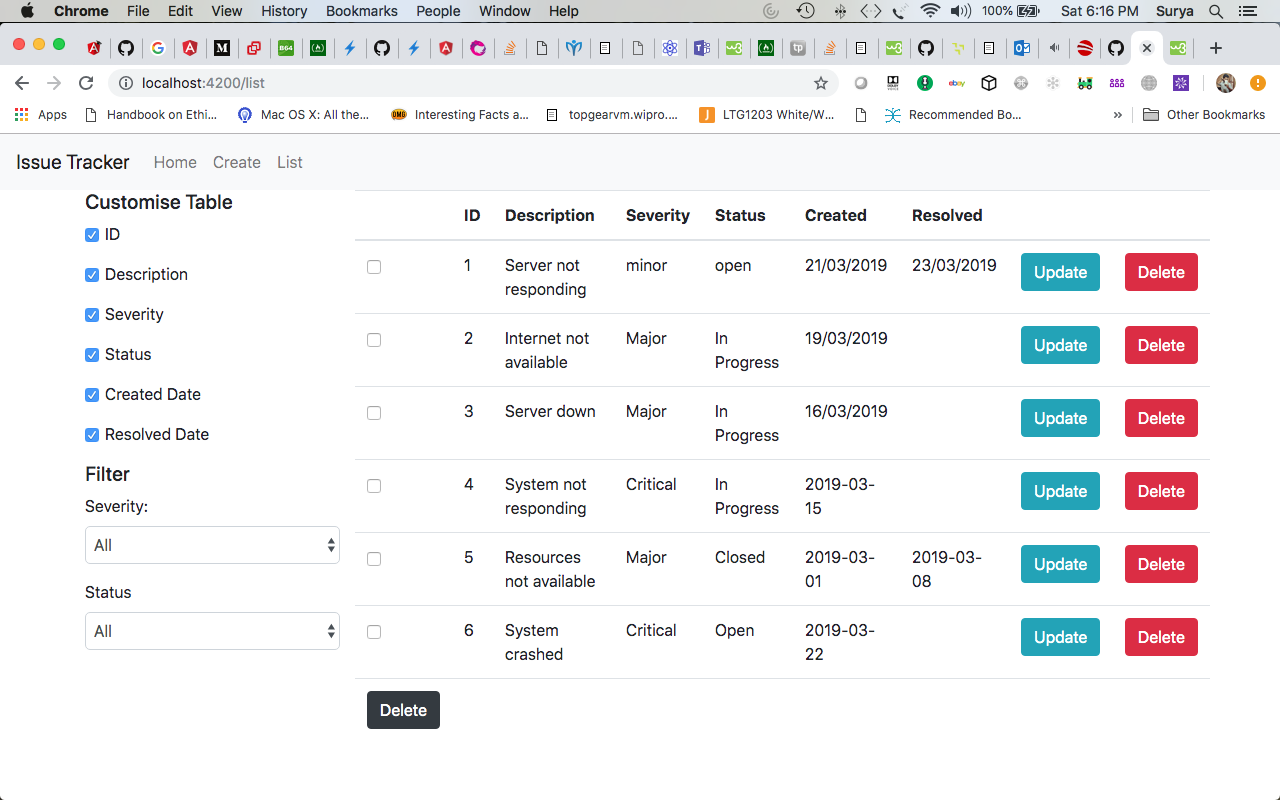 Chrome File Edit View History Bookmarks People Window Help 100% Sat 6:16 PM Surya
localhost:4200/list
Apps Handbook on Ethi... Mac OS X: All the... Interesting Facts a... topgearvm.wipro.... LTG1203 White/W... Recommended Bo... » Other Bookmarks
Issue Tracker Home Create List
Customise Table
ID
Description
Severity
Status
Created Date
Resolved Date
Filter
Severity:
All
Status
All
ID Description Severity Status Created Resolved
1 Server not responding minor open 21/03/2019 23/03/2019 Update Delete
2 Internet not available Major In Progress 19/03/2019 Update Delete
3 Server down Major In Progress 16/03/2019 Update Delete
4 System not responding Critical In Progress 2019-03-15 Update Delete
5 Resources not available Major Closed 2019-03-01 2019-03-08 Update Delete
6 System crashed Critical Open 2019-03-22 Update Delete
Delete